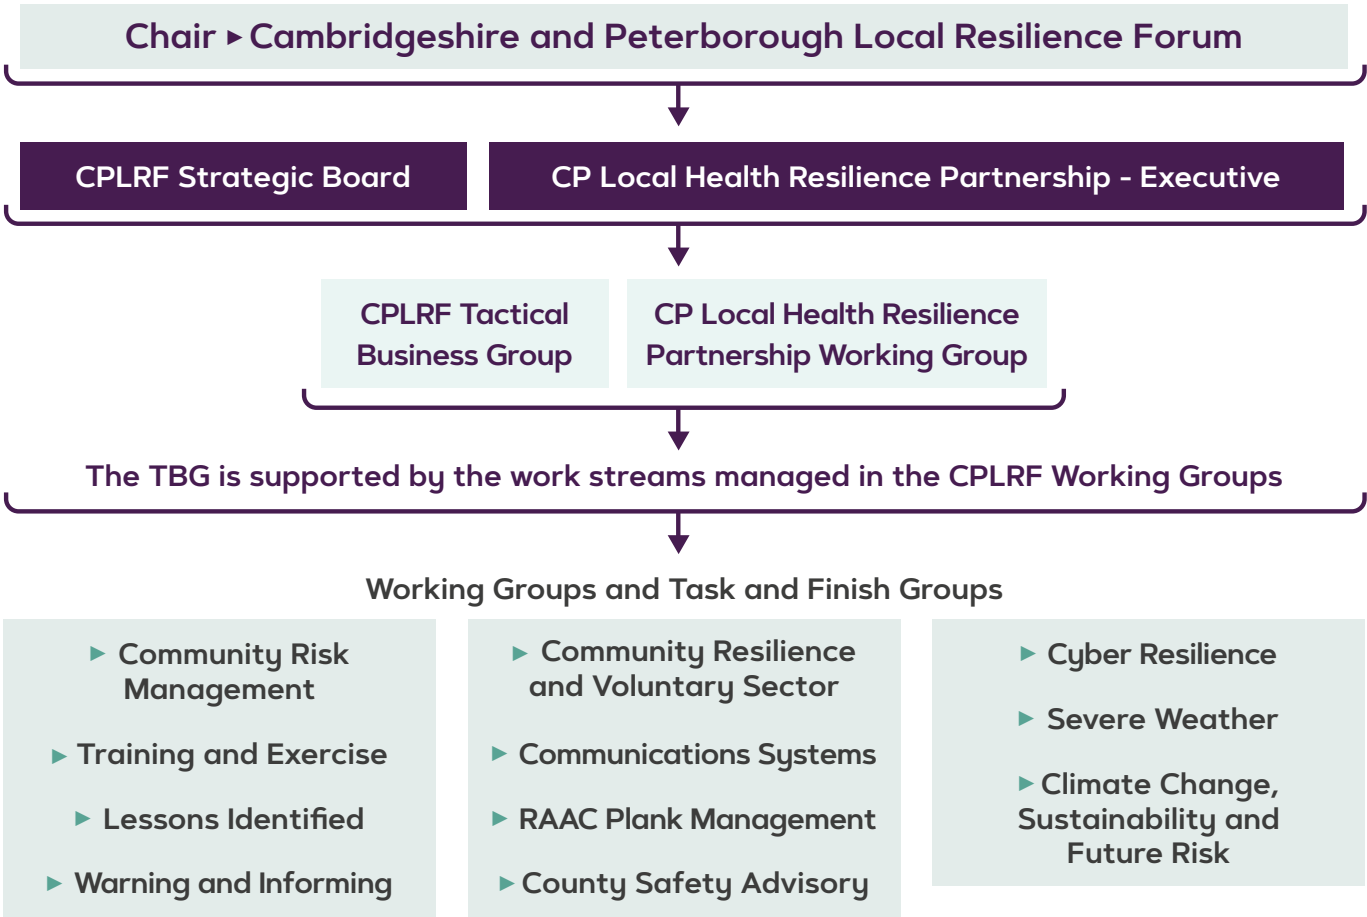 Chair ▸ Cambridgeshire and Peterborough Local Resilience Forum
CPLRF Strategic Board
CP Local Health Resilience Partnership - Executive
CPLRF Tactical
Business Group
CP Local Health Resilience
Partnership Working Group
The TBG is supported by the work streams managed in the CPLRF Working Groups
Working Groups and Task and Finish Groups
▸ Community Risk
Management
▸ Training and Exercise
▸ Lessons Identified
▸ Warning and Informing
▸ Community Resilience
and Voluntary Sector
▸ Communications Systems
▸ RAAC Plank Management
▸ County Safety Advisory
▸ Cyber Resilience
▸ Severe Weather
▸ Climate Change,
Sustainability and
Future Risk